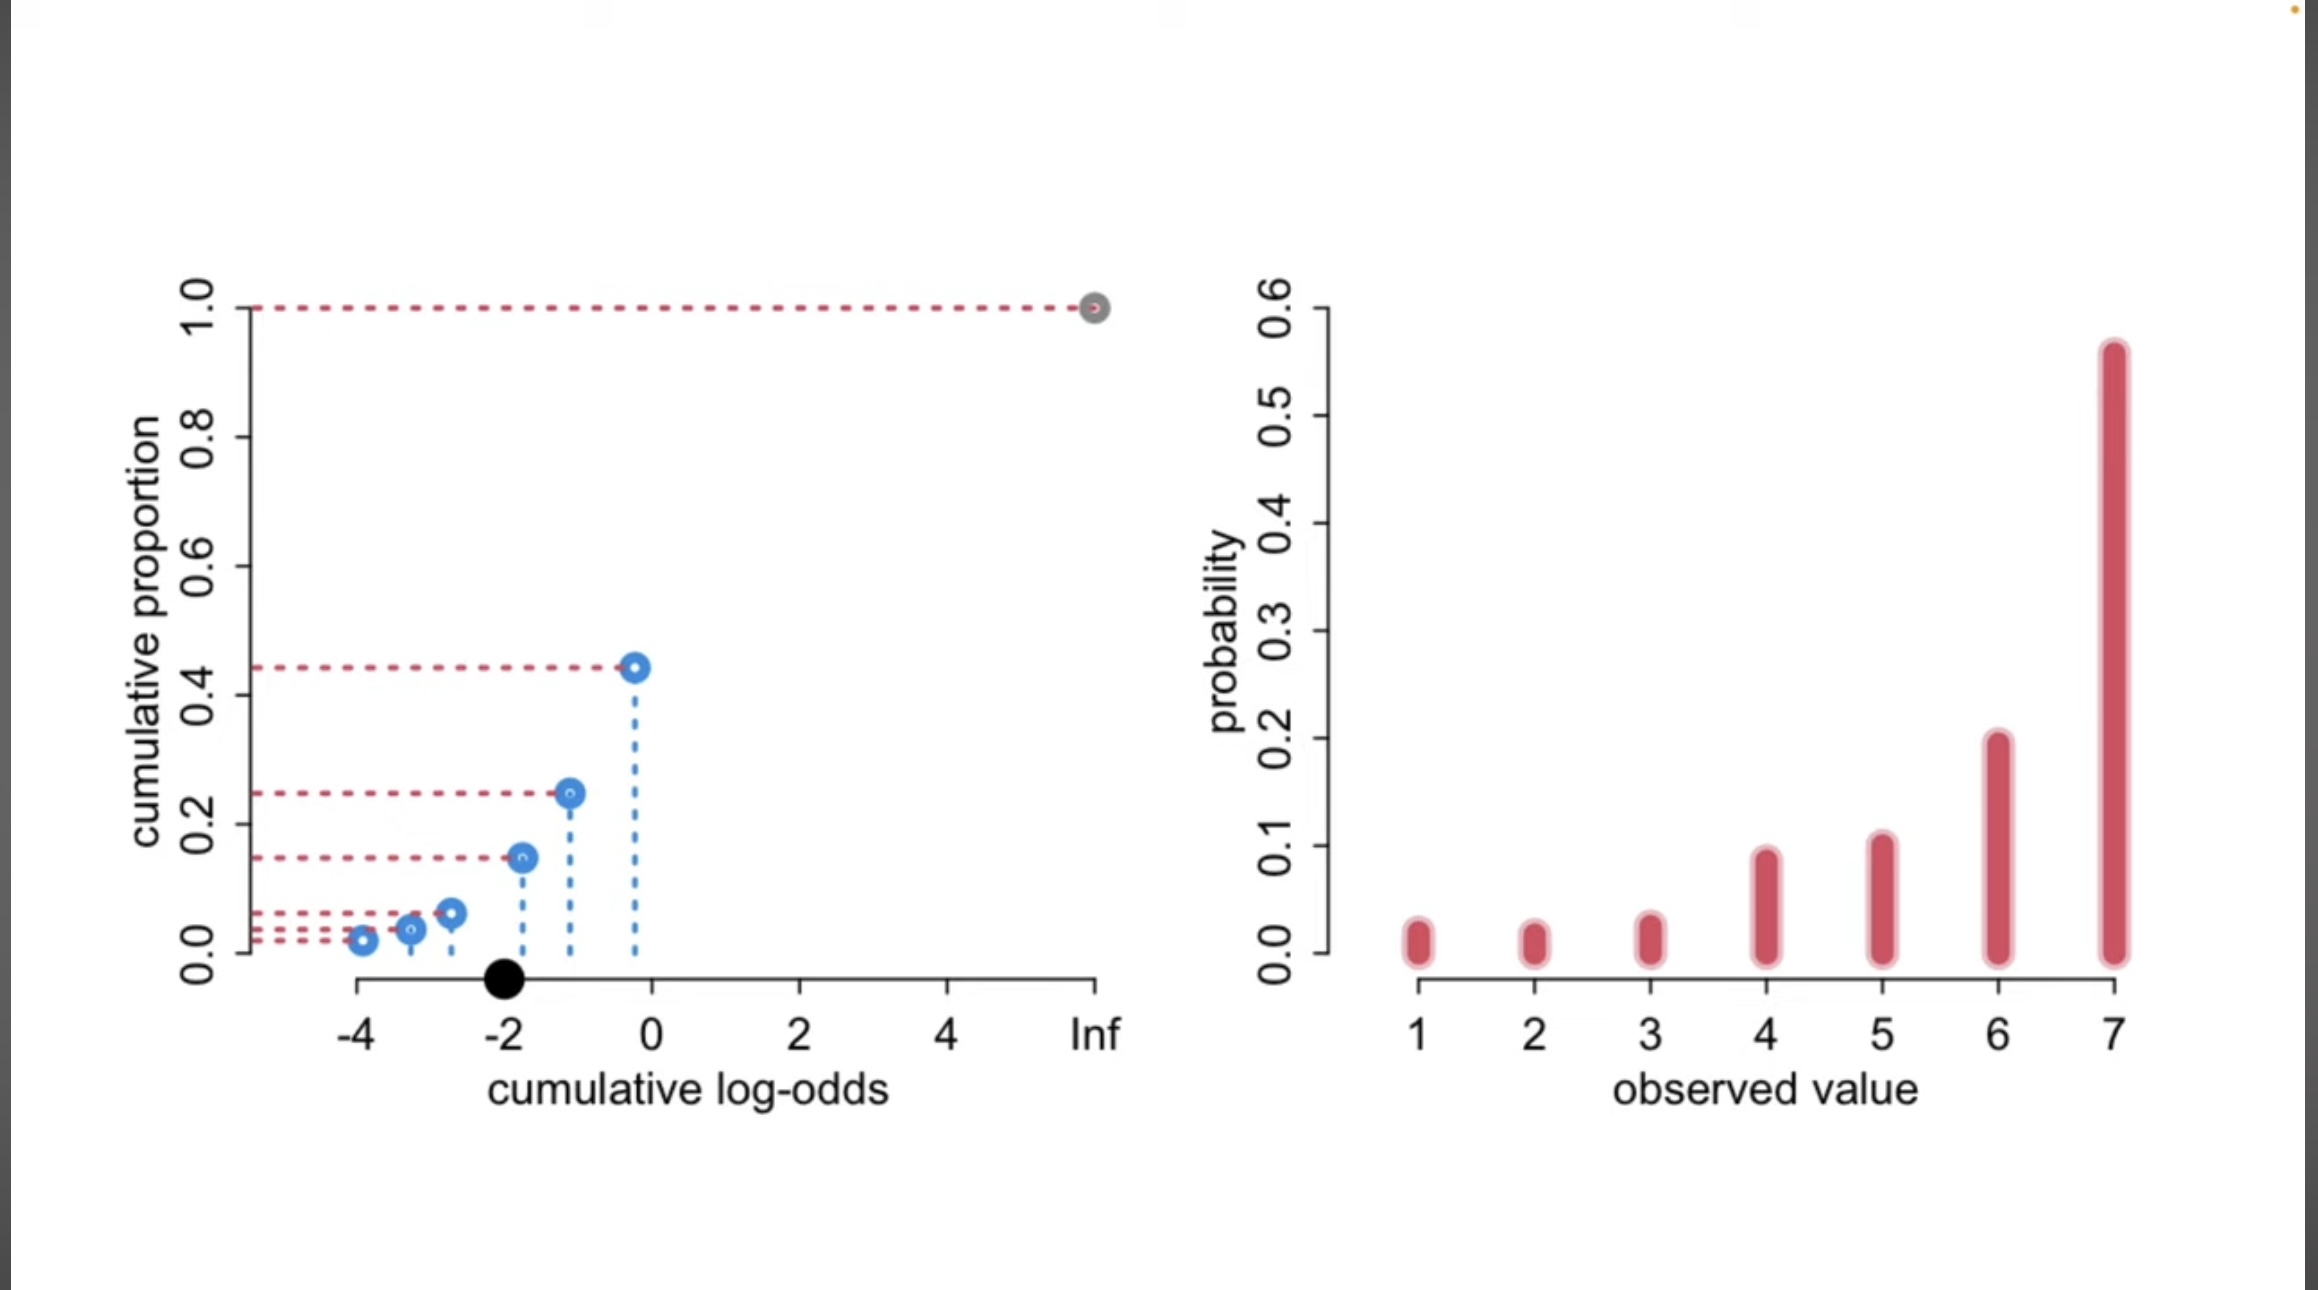 cumulative proportion
1.0
0.8
0.6
0.4
0.2
0.0
-4 -2 0 2 4 Inf
cumulative log-odds
probability
0.6
0.5
0.4
0.3
0.2
0.1
0.0
1 2 3 4 5 6 7
observed value